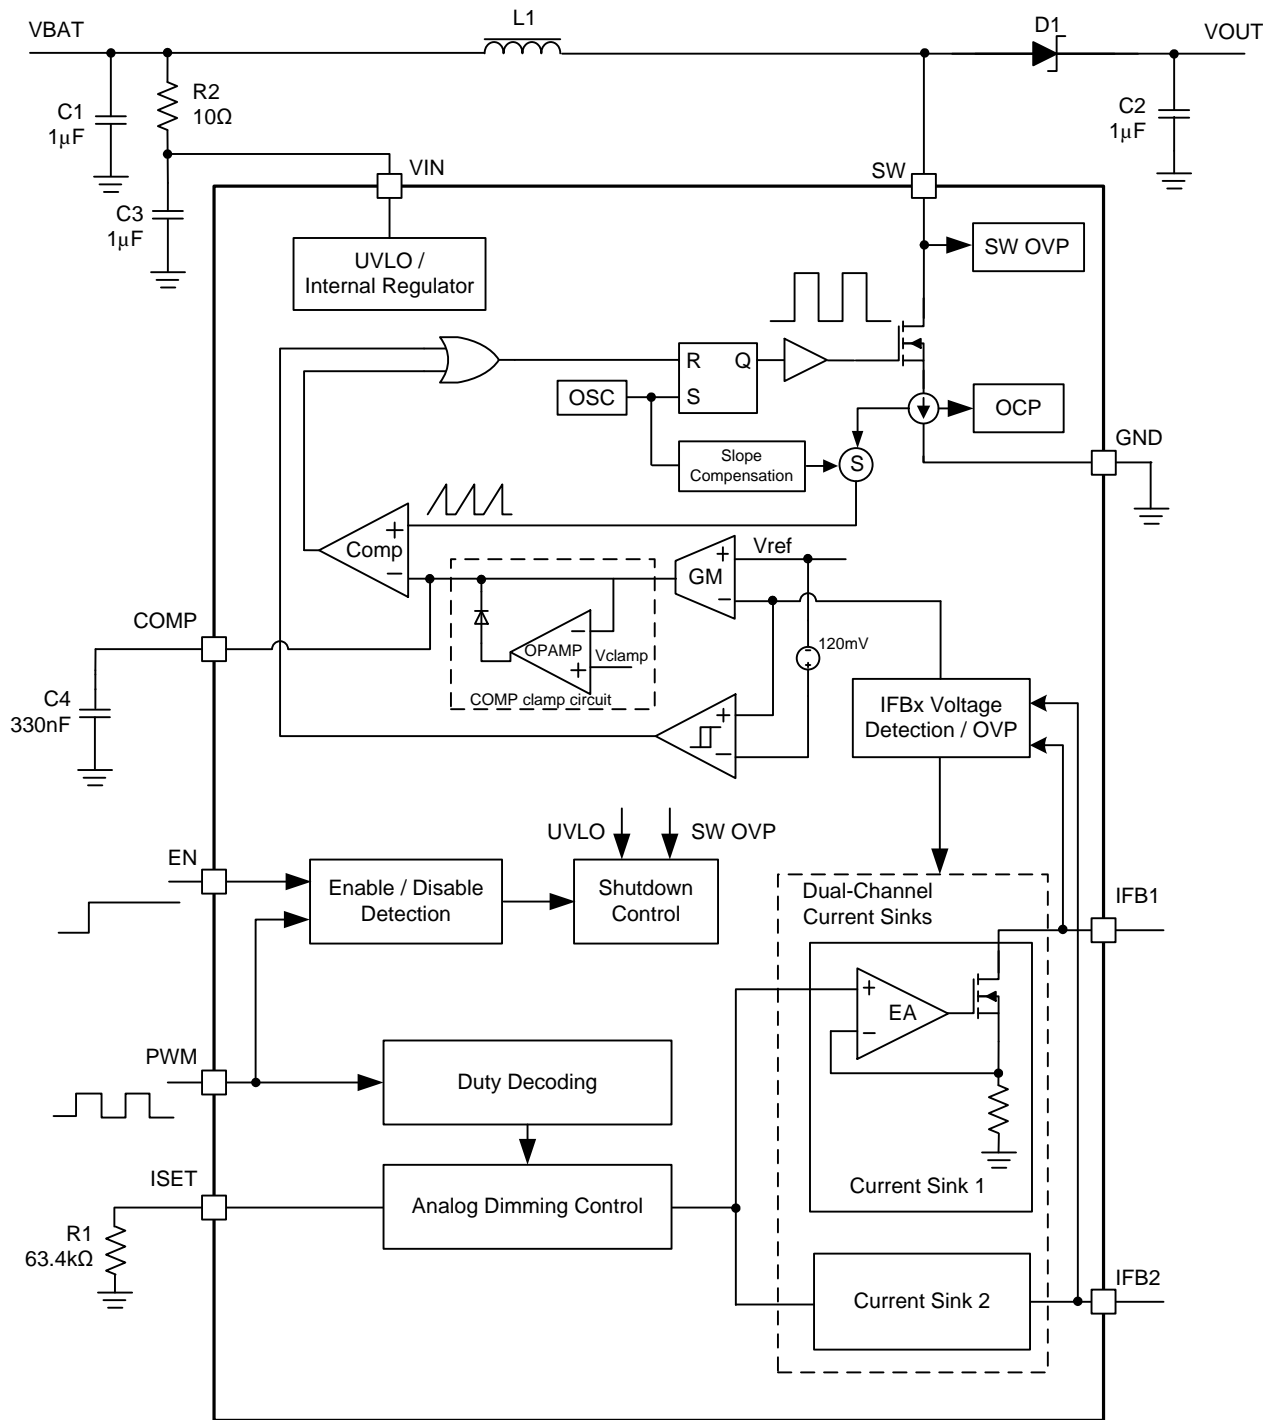 VBAT
L1
D1
VOUT
C1
1µF
R2
10Ω
C2
1µF
VIN
SW
C3
1µF
UVLO /
Internal Regulator
SW OVP
R
Q
S
OSC
OCP
GND
Slope
Compensation
S
+
Comp
−
+
GM
−
Vref
COMP
−
OPAMP
+
Vclamp
COMP clamp circuit
120mV
C4
330nF
+
−
IFBx Voltage
Detection / OVP
UVLO
SW OVP
EN
Enable / Disable
Detection
Shutdown
Control
Dual-Channel
Current Sinks
IFB1
+
EA
−
PWM
Duty Decoding
ISET
Analog Dimming Control
Current Sink 1
R1
63.4kΩ
Current Sink 2
IFB2